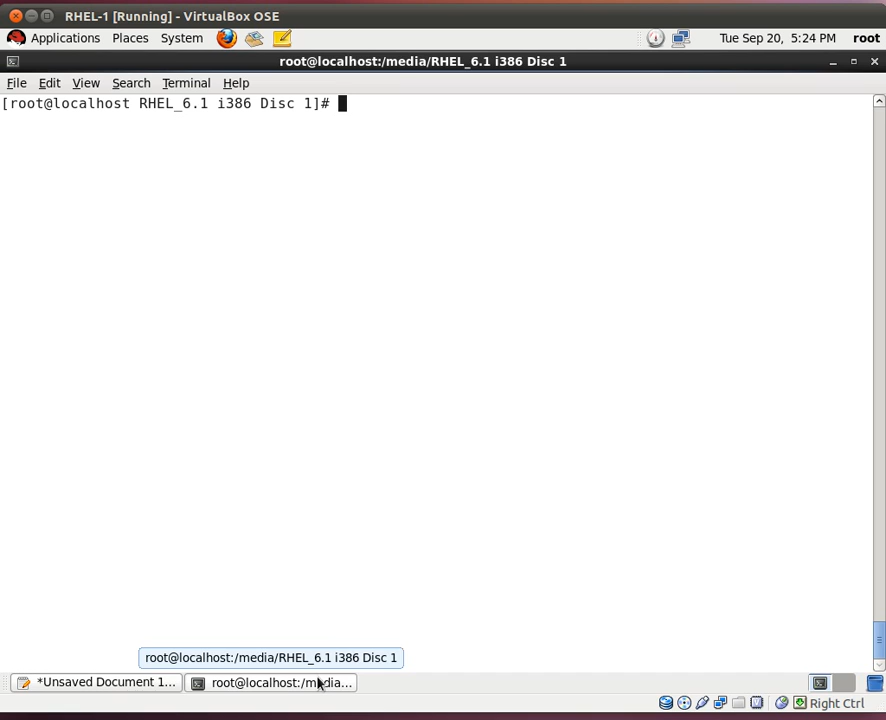 RHEL-1 [Running] - VirtualBox OSE
Applications Places System Tue Sep 20, 5:24 PM root
root@localhost:/media/RHEL_6.1 i386 Disc 1
File Edit View Search Terminal Help
[root@localhost RHEL_6.1 i386 Disc 1]#
root@localhost:/media/RHEL_6.1 i386 Disc 1
*Unsaved Document 1... root@localhost:/media...
Right Ctrl